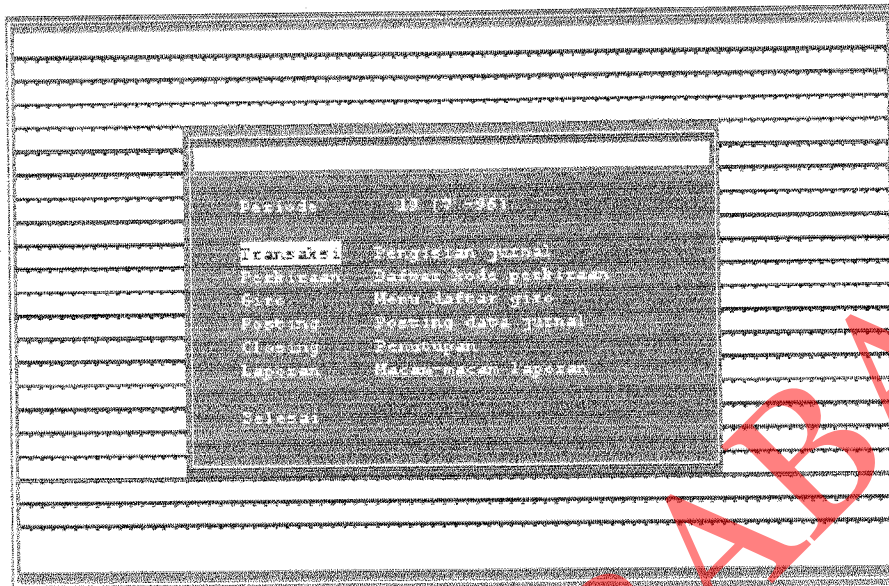 Periode
Transaksi Pengisian jurnal
Perkiraan Daftar kode perkiraan
Giro Menu daftar giro
Posting Posting data jurnal
Closing Penutupan
Laporan Macam-macam laporan
Selesai
ABA